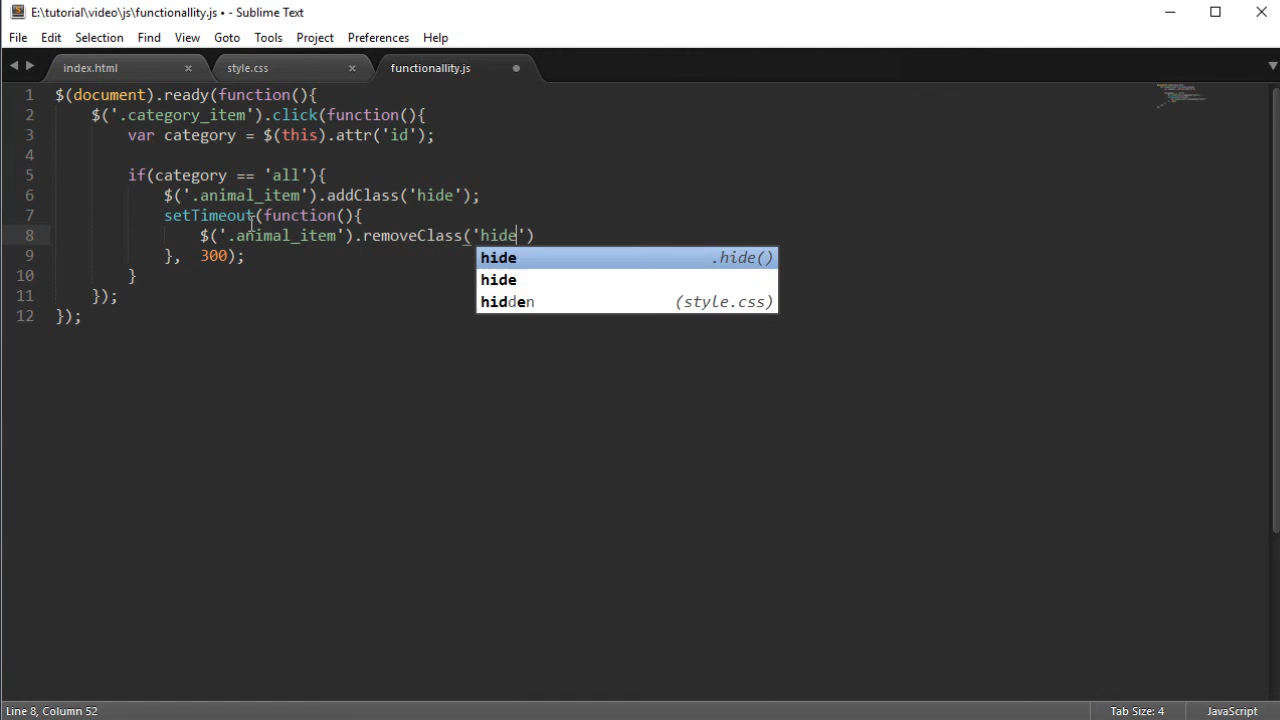 E:\tutorial\video\js\functionallity.js • - Sublime Text
File Edit Selection Find View Goto Tools Project Preferences Help
index.html × style.css × functionallity.js
1 $(document).ready(function(){
2 $('.category_item').click(function(){
3 var category = $(this).attr('id');
4
5 if(category == 'all'){
6 $('.animal_item').addClass('hide');
7 setTimeout(function(){
8 $('.animal_item').removeClass('hide')
9 }, 300);
hide .hide()
10 }
hide
11 });
hidden (style.css)
12 });
Line 8, Column 52 Tab Size: 4 JavaScript